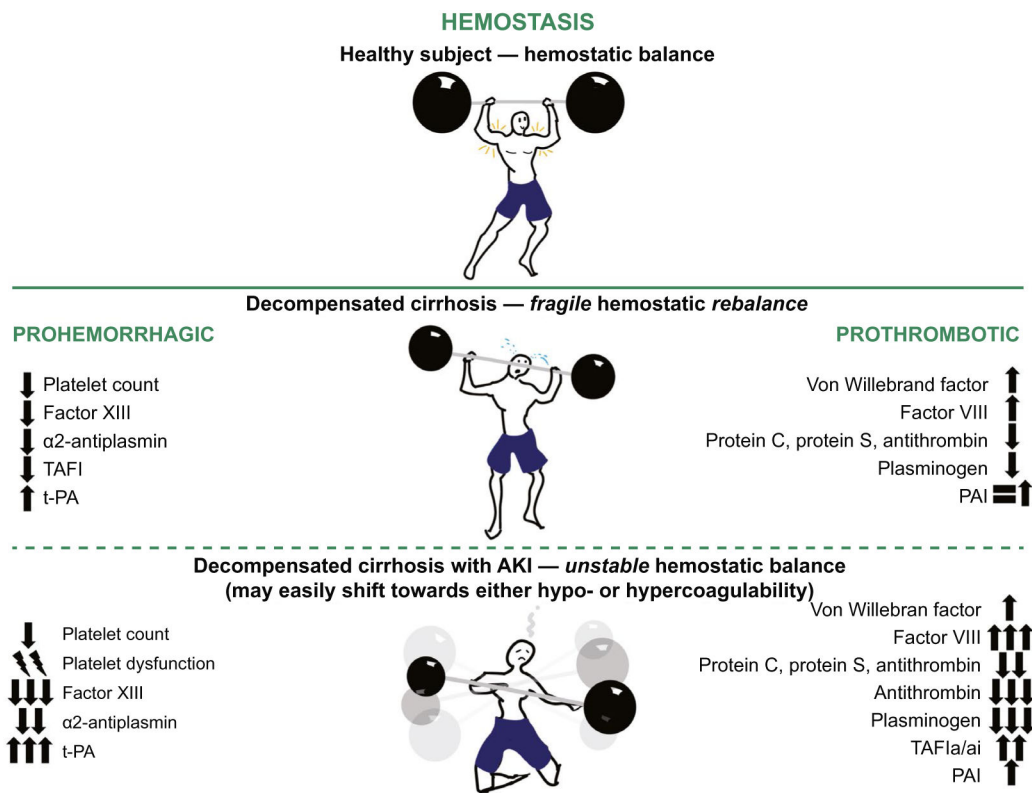 HEMOSTASIS
Healthy subject — hemostatic balance
Decompensated cirrhosis — fragile hemostatic rebalance
PROHEMORRHAGIC
Platelet count
Factor XIII
α2-antiplasmin
TAFI
t-PA
PROTHROMBOTIC
Von Willebrand factor
Factor VIII
Protein C, protein S, antithrombin
Plasminogen
PAI
Decompensated cirrhosis with AKI — unstable hemostatic balance
(may easily shift towards either hypo- or hypercoagulability)
Platelet count
Platelet dysfunction
Factor XIII
α2-antiplasmin
t-PA
Von Willebran factor
Factor VIII
Protein C, protein S, antithrombin
Antithrombin
Plasminogen
TAFIa/ai
PAI